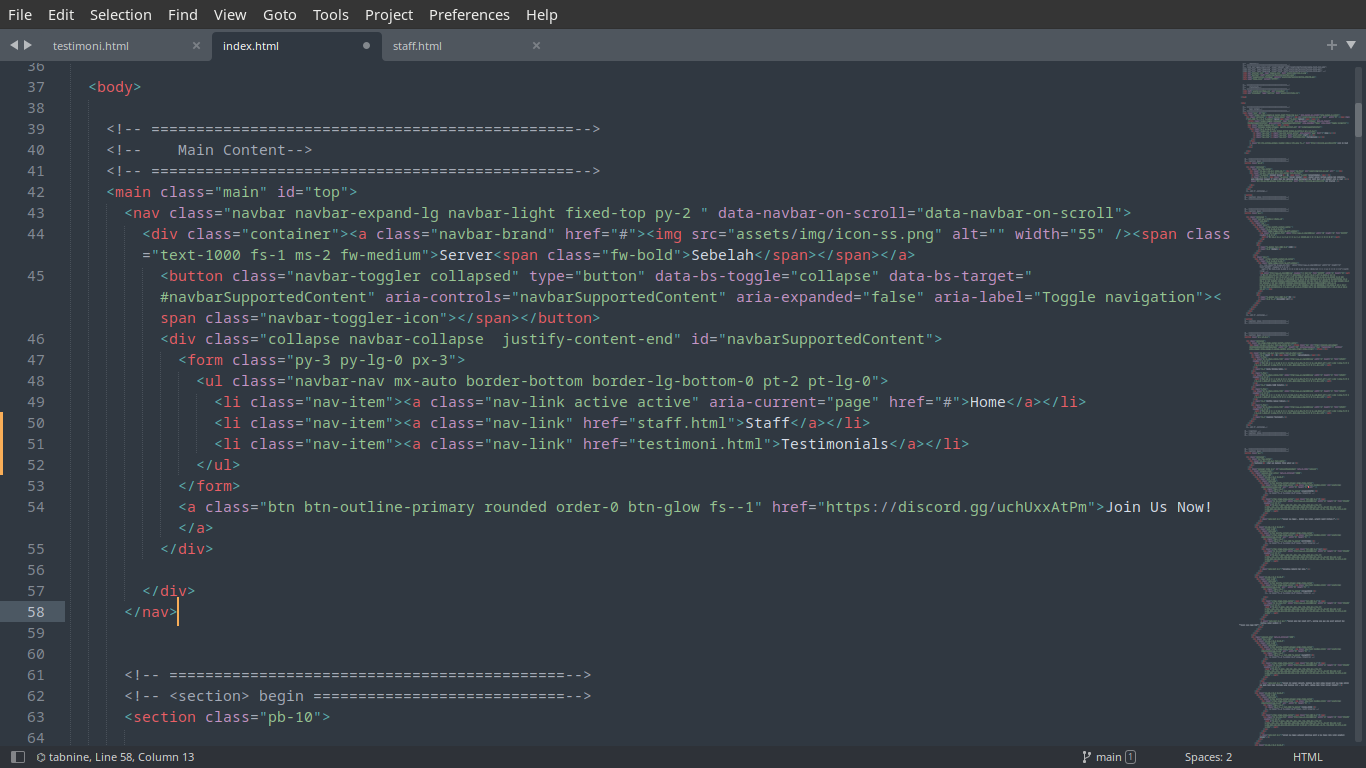 File Edit Selection Find View Goto Tools Project Preferences Help
testimoni.html × index.html staff.html ×
36
37 <body>
38
39 <!-- ===============================================-->
40 <!--    Main Content-->
41 <!-- ===============================================-->
42 <main class="main" id="top">
43 <nav class="navbar navbar-expand-lg navbar-light fixed-top py-2 " data-navbar-on-scroll="data-navbar-on-scroll">
44 <div class="container"><a class="navbar-brand" href="#"><img src="assets/img/icon-ss.png" alt="" width="55" /><span class
="text-1000 fs-1 ms-2 fw-medium">Server<span class="fw-bold">Sebelah</span></span></a>
45 <button class="navbar-toggler collapsed" type="button" data-bs-toggle="collapse" data-bs-target="
#navbarSupportedContent" aria-controls="navbarSupportedContent" aria-expanded="false" aria-label="Toggle navigation"><
span class="navbar-toggler-icon"></span></button>
46 <div class="collapse navbar-collapse  justify-content-end" id="navbarSupportedContent">
47 <form class="py-3 py-lg-0 px-3">
48 <ul class="navbar-nav mx-auto border-bottom border-lg-bottom-0 pt-2 pt-lg-0">
49 <li class="nav-item"><a class="nav-link active active" aria-current="page" href="#">Home</a></li>
50 <li class="nav-item"><a class="nav-link" href="staff.html">Staff</a></li>
51 <li class="nav-item"><a class="nav-link" href="testimoni.html">Testimonials</a></li>
52 </ul>
53 </form>
54 <a class="btn btn-outline-primary rounded order-0 btn-glow fs--1" href="https://discord.gg/uchUxxAtPm">Join Us Now!
</a>
55 </div>
56
57 </div>
58 </nav>
59
60
61 <!-- ============================================-->
62 <!-- <section> begin ============================-->
63 <section class="pb-10">
64
tabnine, Line 58, Column 13 main 1 Spaces: 2 HTML